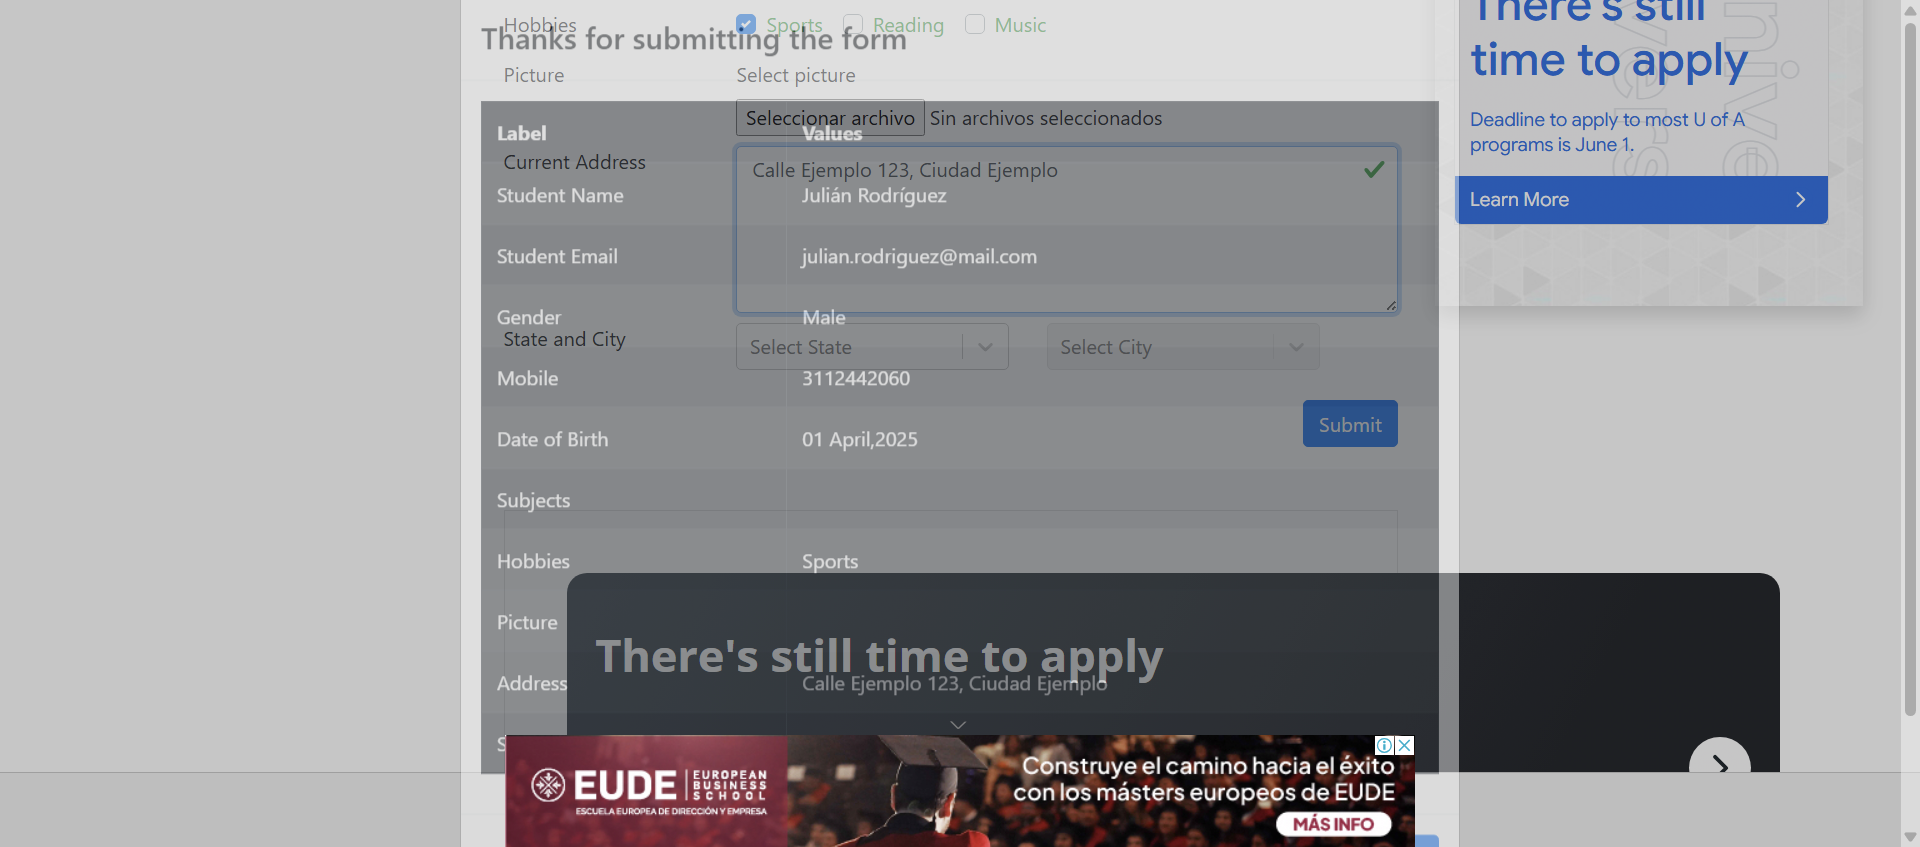 Hobbies
Sports
Reading
Music
Thanks for submitting the form
Picture
Select picture
Seleccionar archivo Sin archivos seleccionados
Label
Values
Current Address
Calle Ejemplo 123, Ciudad Ejemplo
Student Name
Julián Rodríguez
Student Email
julian.rodriguez@mail.com
Gender
Male
State and City
Select State
Select City
Mobile
3112442060
Submit
Date of Birth
01 April,2025
Subjects
Hobbies
Sports
Picture
Address
Calle Ejemplo 123, Ciudad Ejemplo
S
There's still
time to apply
Deadline to apply to most U of A
programs is June 1.
Learn More
There's still time to apply
EUDE
EUROPEAN
BUSINESS
SCHOOL
ESCUELA EUROPEA DE DIRECCIÓN Y EMPRESA
Construye el camino hacia el éxito
con los másters europeos de EUDE
MÁS INFO